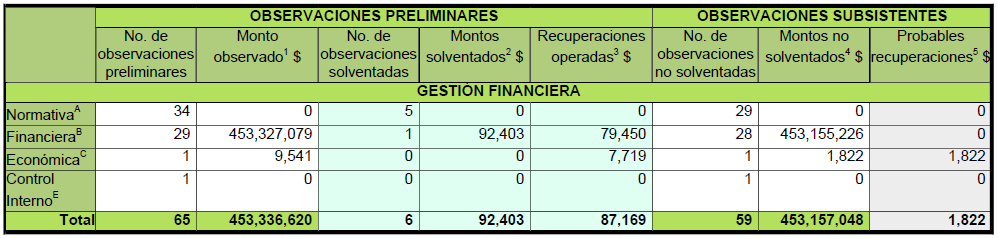 OBSERVACIONES PRELIMINARES OBSERVACIONES SUBSISTENTES
No. de observaciones preliminares Monto observado1 $ No. de observaciones solventadas Montos solventados2 $ Recuperaciones operadas3 $ No. de observaciones no solventadas Montos no solventados4 $ Probables recuperaciones5 $
GESTIÓN FINANCIERA
NormativaA 34 0 5 0 0 29 0 0
FinancieraB 29 453,327,079 1 92,403 79,450 28 453,155,226 0
EconómicaC 1 9,541 0 0 7,719 1 1,822 1,822
Control InternoE 1 0 0 0 0 1 0 0
Total 65 453,336,620 6 92,403 87,169 59 453,157,048 1,822